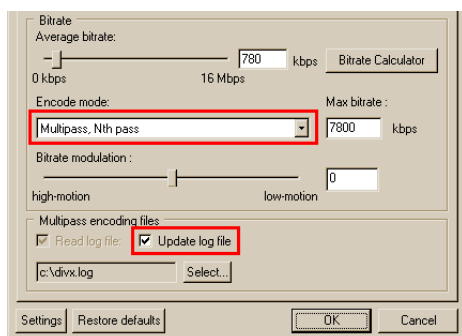 Bitrate
Average bitrate:
780 kbps Bitrate Calculator
0 kbps 16 Mbps
Encode mode: Max bitrate :
Multipass, Nth pass 7800 kbps
Bitrate modulation :
0
high-motion low-motion
Multipass encoding files
Read log file: Update log file
c:\divx.log Select...
Settings Restore defaults OK Cancel